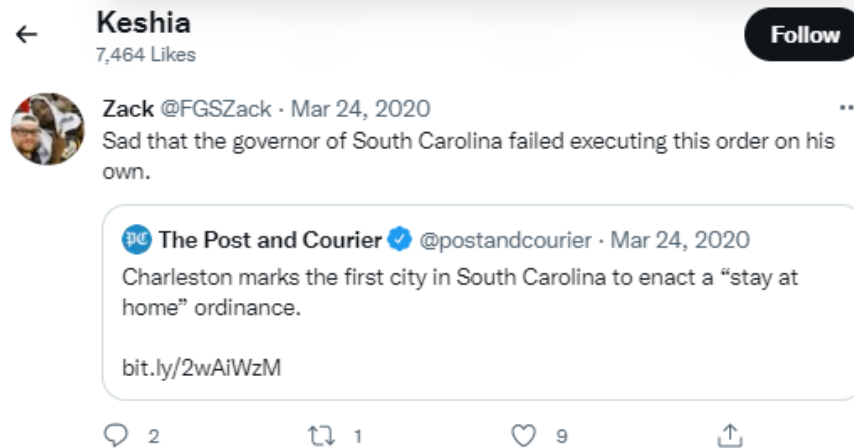 Keshia
7,464 Likes
Follow
Zack @FGSZack · Mar 24, 2020
Sad that the governor of South Carolina failed executing this order on his
own.
PC The Post and Courier @postandcourier · Mar 24, 2020
Charleston marks the first city in South Carolina to enact a “stay at
home” ordinance.
bit.ly/2wAiWzM
2 1 9